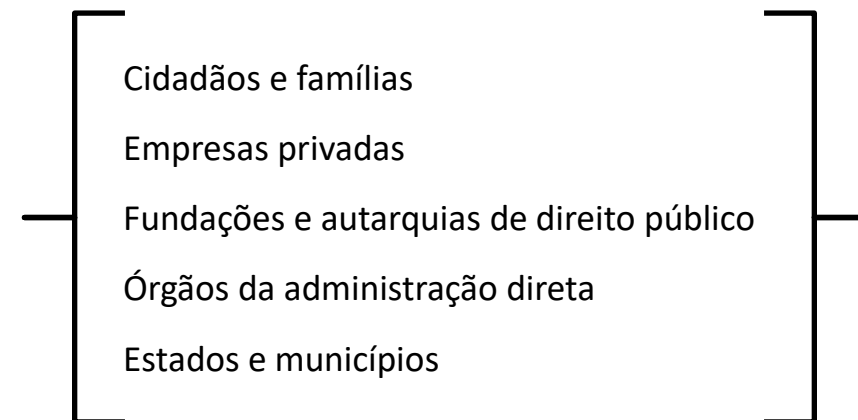 Cidadãos e famílias
Empresas privadas
Fundações e autarquias de direito público
Órgãos da administração direta
Estados e municípios